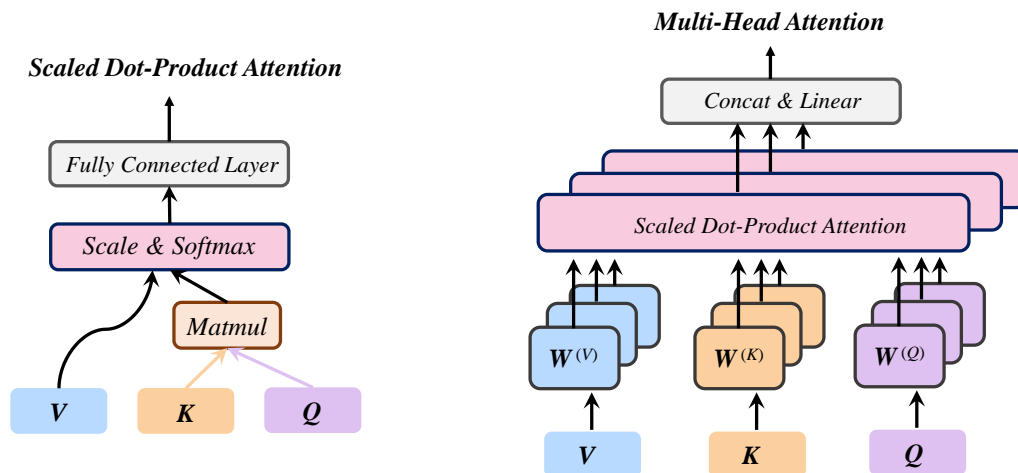 Scaled Dot-Product Attention
Fully Connected Layer
Scale & Softmax
Matmul
V
K
Q
Multi-Head Attention
Concat & Linear
Scaled Dot-Product Attention
W(V)
W(K)
W(Q)
V
K
Q